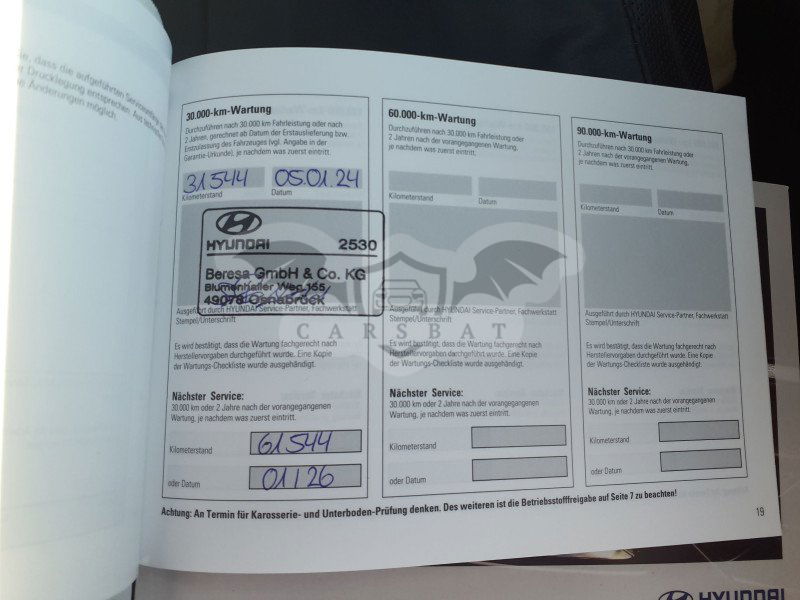 dass die aufgeführten
Drucklegung entsprechen. Aus
Änderungen möglich.
30.000-km-Wartung
Durchzuführen nach 30.000 km Fahrleistung oder nach
2 Jahren, gerechnet ab Datum der Erstauslieferung bzw.
Erstzulassung des Fahrzeuges (vgl. Angabe in der
Garantie-Urkunde), je nachdem was zuerst eintritt.
31544 05.01.24
Kilometerstand Datum
HYUNDAI 2530
Beresa GmbH & Co. KG
Blumenhaller Weg 155/
49078 Osnabrück
Ausgeführt durch HYUNDAI Service-Partner, Fachwerkstatt
Stempel/Unterschrift
Es wird bestätigt, dass die Wartung fachgerecht nach
Herstellervorgaben durchgeführt wurde. Eine Kopie
der Wartungs-Checkliste wurde ausgehändigt.
Nächster Service:
30.000 km oder 2 Jahre nach der vorangegangenen
Wartung, je nachdem was zuerst eintritt.
Kilometerstand 61544
oder Datum 01/26
60.000-km-Wartung
Durchzuführen nach 30.000 km Fahrleistung oder
2 Jahren nach der vorangegangenen Wartung,
je nachdem was zuerst eintritt.
Kilometerstand Datum
Ausgeführt durch HYUNDAI Service-Partner, Fachwerkstatt
Stempel/Unterschrift
Es wird bestätigt, dass die Wartung fachgerecht nach
Herstellervorgaben durchgeführt wurde. Eine Kopie
der Wartungs-Checkliste wurde ausgehändigt.
Nächster Service:
30.000 km oder 2 Jahre nach der vorangegangenen
Wartung, je nachdem was zuerst eintritt.
Kilometerstand
oder Datum
90.000-km-Wartung
Durchzuführen nach 30.000 km Fahrleistung oder
2 Jahren nach der vorangegangenen Wartung,
je nachdem was zuerst eintritt.
Kilometerstand Datum
Ausgeführt durch HYUNDAI Service-Partner, Fachwerkstatt
Stempel/Unterschrift
Es wird bestätigt, dass die Wartung fachgerecht nach
Herstellervorgaben durchgeführt wurde. Eine Kopie
der Wartungs-Checkliste wurde ausgehändigt.
Nächster Service:
30.000 km oder 2 Jahre nach der vorangegangenen
Wartung, je nachdem was zuerst eintritt.
Kilometerstand
oder Datum
Achtung: An Termin für Karosserie- und Unterboden-Prüfung denken. Des weiteren ist die Betriebsstofffreigabe auf Seite 7 zu beachten!
19
CARSBAT
HYUNDAI